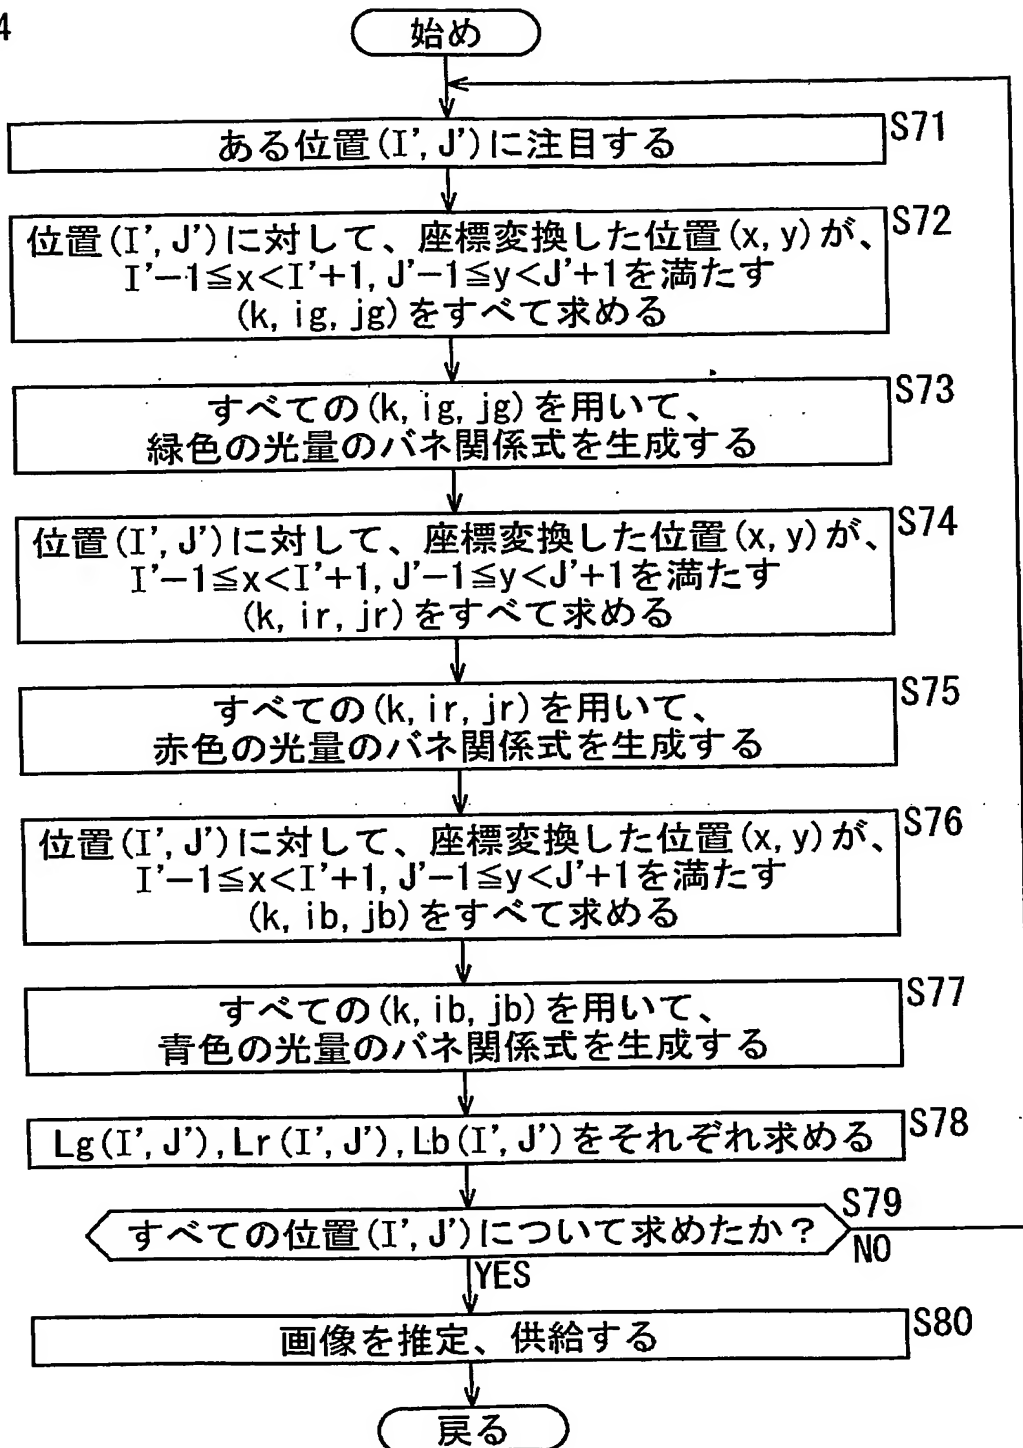 4
始め
ある位置(I',J')に注目する
S71
位置(I',J')に対して、座標変換した位置(x,y)が、
S72
I'−1≦x<I'+1,J'−1≦y<J'+1を満たす
(k,ig,jg)をすべて求める
すべての(k,ig,jg)を用いて、
S73
緑色の光量のバネ関係式を生成する
位置(I',J')に対して、座標変換した位置(x,y)が、
S74
I'−1≦x<I'+1,J'−1≦y<J'+1を満たす
(k,ir,jr)をすべて求める
すべての(k,ir,jr)を用いて、
S75
赤色の光量のバネ関係式を生成する
位置(I',J')に対して、座標変換した位置(x,y)が、
S76
I'−1≦x<I'+1,J'−1≦y<J'+1を満たす
(k,ib,jb)をすべて求める
すべての(k,ib,jb)を用いて、
S77
青色の光量のバネ関係式を生成する
Lg(I',J'),Lr(I',J'),Lb(I',J')をそれぞれ求める
S78
すべての位置(I',J')について求めたか？
S79
NO
YES
画像を推定、供給する
S80
戻る